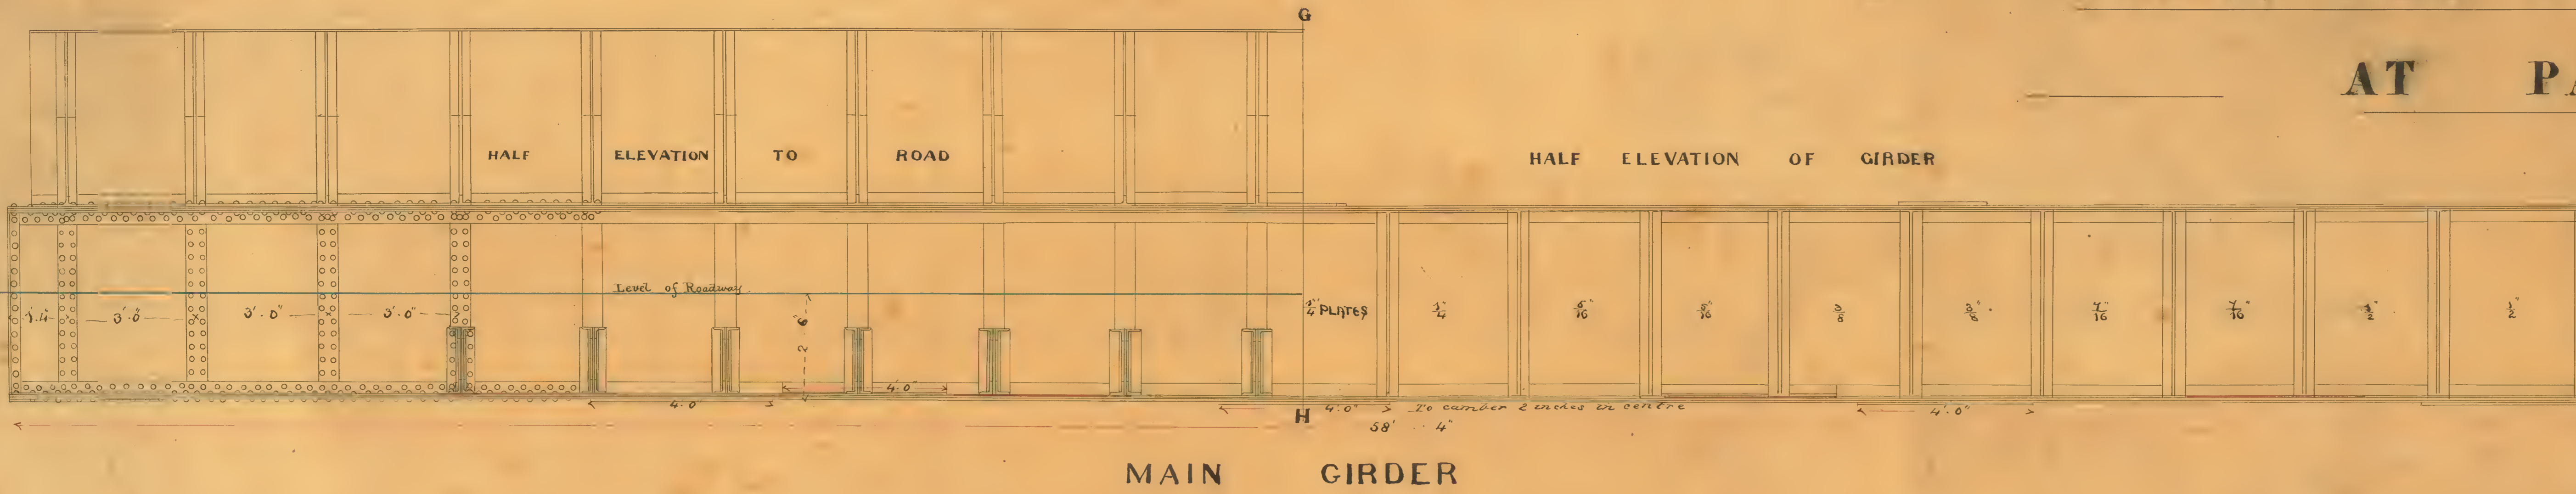 G
AT PA
HALF ELEVATION TO ROAD
HALF ELEVATION OF GIRDER
Level of Roadway.
1'.4" 3'.0" 3'.0" 3'.0"
2'.6"
1/4" PLATES 1/4" 5/16" 5/16" 3/8 3/8" 7/16" 7/16" 1/2" 1/2"
4'.0"
4'.0 H 4'.0" To camber 2 inches in centre 4'.0"
58' .. 4"
MAIN GIRDER